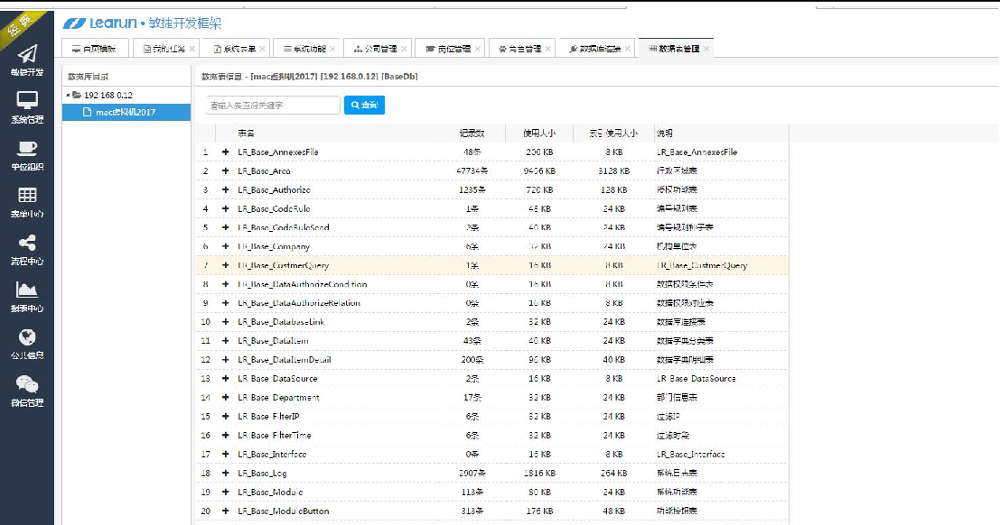 经典
Learun • 敏捷开发框架
首页模板 我的任务 × 系统表单 × 系统功能 × 公司管理 × 岗位管理 × 角色管理 × 数据库连接 × 数据表管理 ×
敏捷开发
系统管理
单位组织
表单中心
流程中心
报表中心
公共信息
微信管理
数据库目录
192.168.0.12
mac虚拟机2017
数据表信息 - [mac虚拟机2017] [192.168.0.12] [BaseDb]
请输入要查询关键字 查询
表名 记录数 使用大小 索引使用大小 说明
1 LR_Base_AnnexesFile 48条 200 KB 8 KB LR_Base_AnnexesFile
2 LR_Base_Area 47734条 9496 KB 3128 KB 行政区域表
3 LR_Base_Authorize 1235条 720 KB 128 KB 授权功能表
4 LR_Base_CodeRule 1条 48 KB 24 KB 编号规则表
5 LR_Base_CodeRuleSeed 2条 40 KB 24 KB 编号规则种子表
6 LR_Base_Company 6条 32 KB 24 KB 机构单位表
7 LR_Base_CustmerQuery 1条 16 KB 8 KB LR_Base_CustmerQuery
8 LR_Base_DataAuthorizeCondition 0条 16 KB 8 KB 数据权限条件表
9 LR_Base_DataAuthorizeRelation 0条 16 KB 8 KB 数据权限对应表
10 LR_Base_DatabaseLink 2条 32 KB 24 KB 数据库连接表
11 LR_Base_DataItem 43条 40 KB 24 KB 数据字典分类表
12 LR_Base_DataItemDetail 200条 96 KB 40 KB 数据字典明细表
13 LR_Base_DataSource 2条 16 KB 8 KB LR_Base_DataSource
14 LR_Base_Department 17条 32 KB 24 KB 部门信息表
15 LR_Base_FilterIP 6条 32 KB 24 KB 过滤IP
16 LR_Base_FilterTime 6条 32 KB 24 KB 过滤时段
17 LR_Base_Interface 0条 16 KB 8 KB LR_Base_Interface
18 LR_Base_Log 2907条 1816 KB 264 KB 系统日志表
19 LR_Base_Module 113条 80 KB 24 KB 系统功能表
20 LR_Base_ModuleButton 313条 176 KB 48 KB 功能按钮表